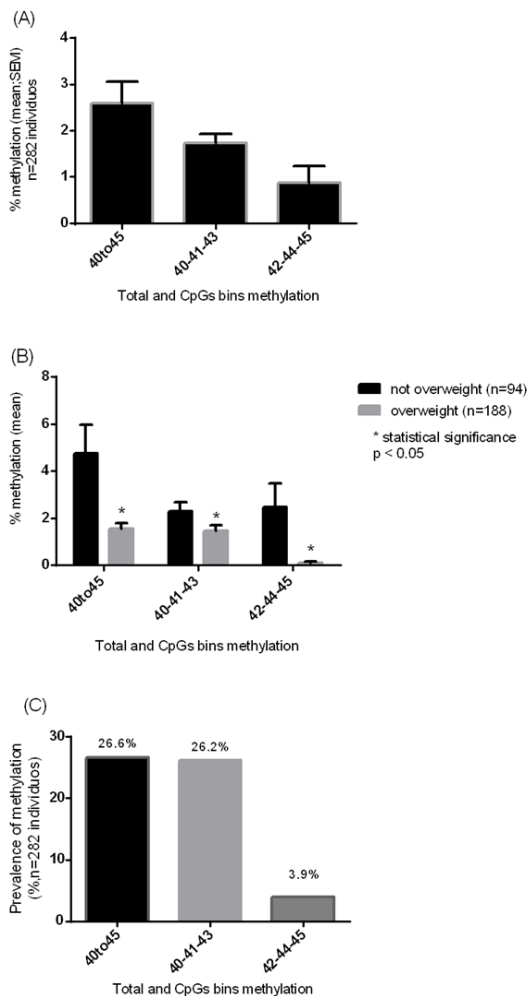 (A)
% methylation (mean;SEM)
n=282 individuos
4
3
2
1
0
40to45
40-41-43
42-44-45
Total and CpGs bins methylation
(B)
% methylation (mean)
8
6
4
2
0
*
*
*
40to45
40-41-43
42-44-45
Total and CpGs bins methylation
not overweight (n=94)
overweight (n=188)
* statistical significance
p < 0.05
(C)
Prevalence of methylation
(%,n=282 individuos)
30
20
10
0
26.6%
26.2%
3.9%
40to45
40-41-43
42-44-45
Total and CpGs bins methylation